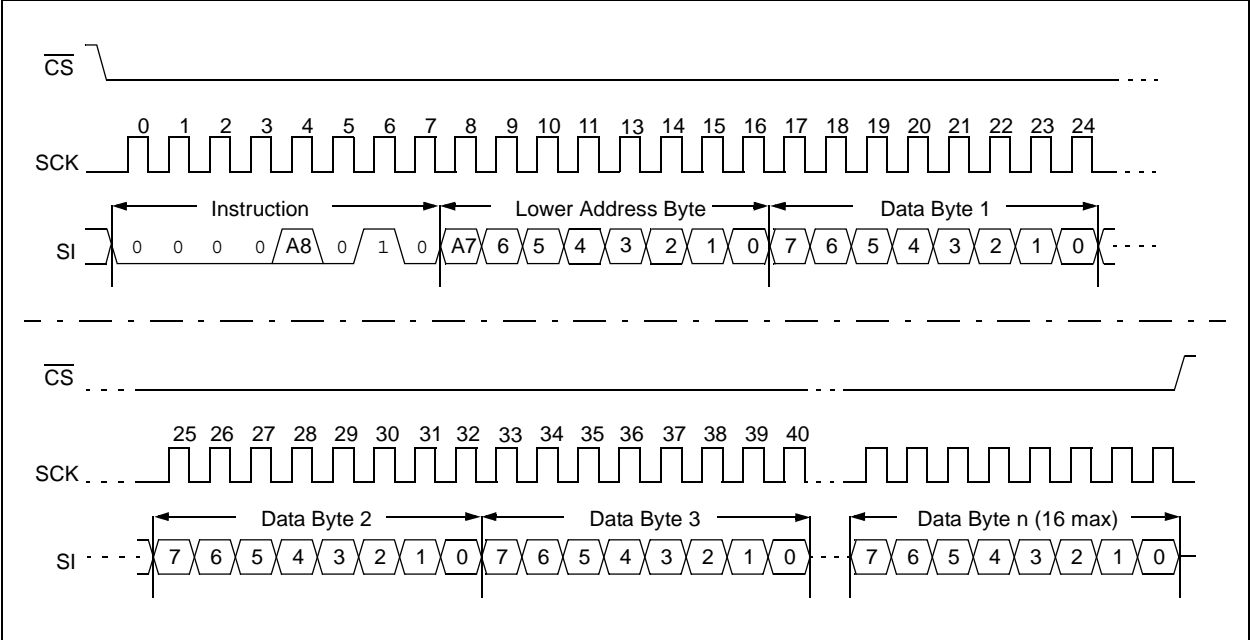 CS
0 1 2 3 4 5 6 7 8 9 10 11 13 14 15 16 17 18 19 20 21 22 23 24
SCK
Instruction Lower Address Byte Data Byte 1
SI 0 0 0 0 A8 0 1 0 A7 6 5 4 3 2 1 0 7 6 5 4 3 2 1 0
CS
25 26 27 28 29 30 31 32 33 34 35 36 37 38 39 40
SCK
Data Byte 2 Data Byte 3 Data Byte n (16 max)
SI 7 6 5 4 3 2 1 0 7 6 5 4 3 2 1 0 7 6 5 4 3 2 1 0